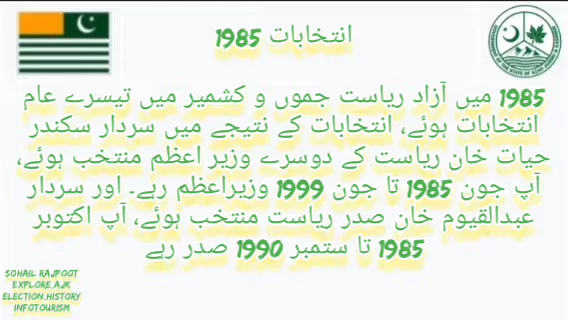 انتخابات 1985
1985 میں آزاد ریاست جموں و کشمیر میں تیسرے عام
انتخابات ہوئے، انتخابات کے نتیجے میں سردار سکندر
حیات خان ریاست کے دوسرے وزیر اعظم منتخب ہوئے،
آپ جون 1985 تا جون 1999 وزیراعظم رہے۔ اور سردار
عبدالقیوم خان صدر ریاست منتخب ہوئے، آپ اکتوبر
1985 تا ستمبر 1990 صدر رہے
SOHAIL RAJPOOT
EXPLORE.AJK
ELECTION.HISTORY
INFOTOURISM